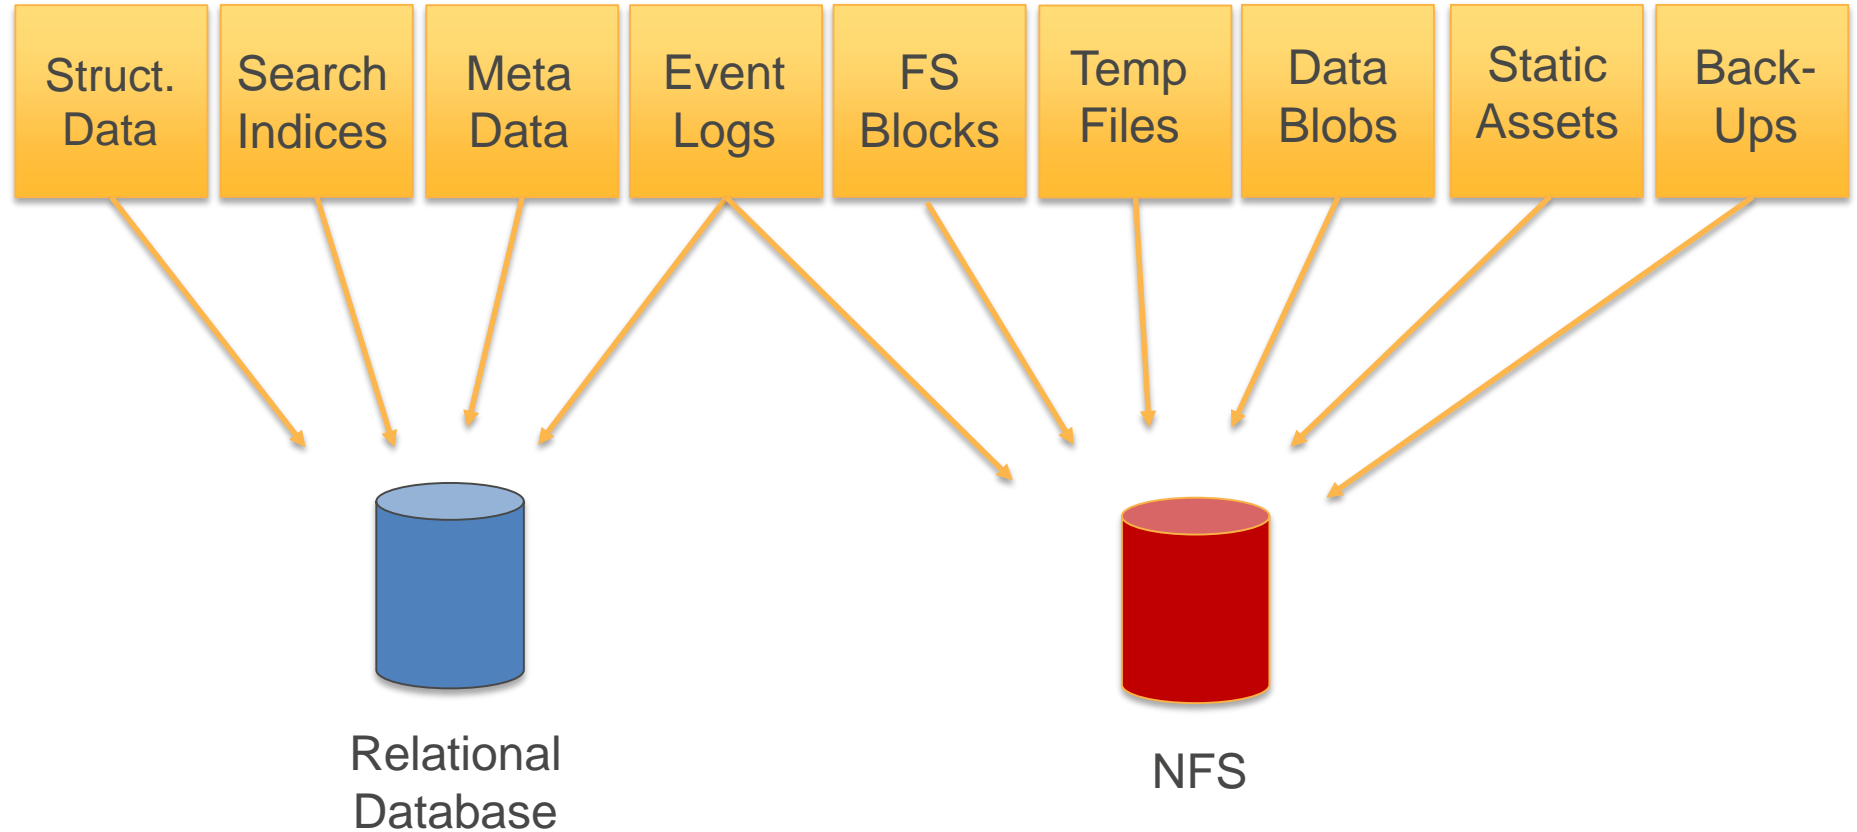 Struct.
Data
Search
Indices
Meta
Data
Event
Logs
FS
Blocks
Temp
Files
Data
Blobs
Static
Assets
Back-
Ups
Relational
Database
NFS